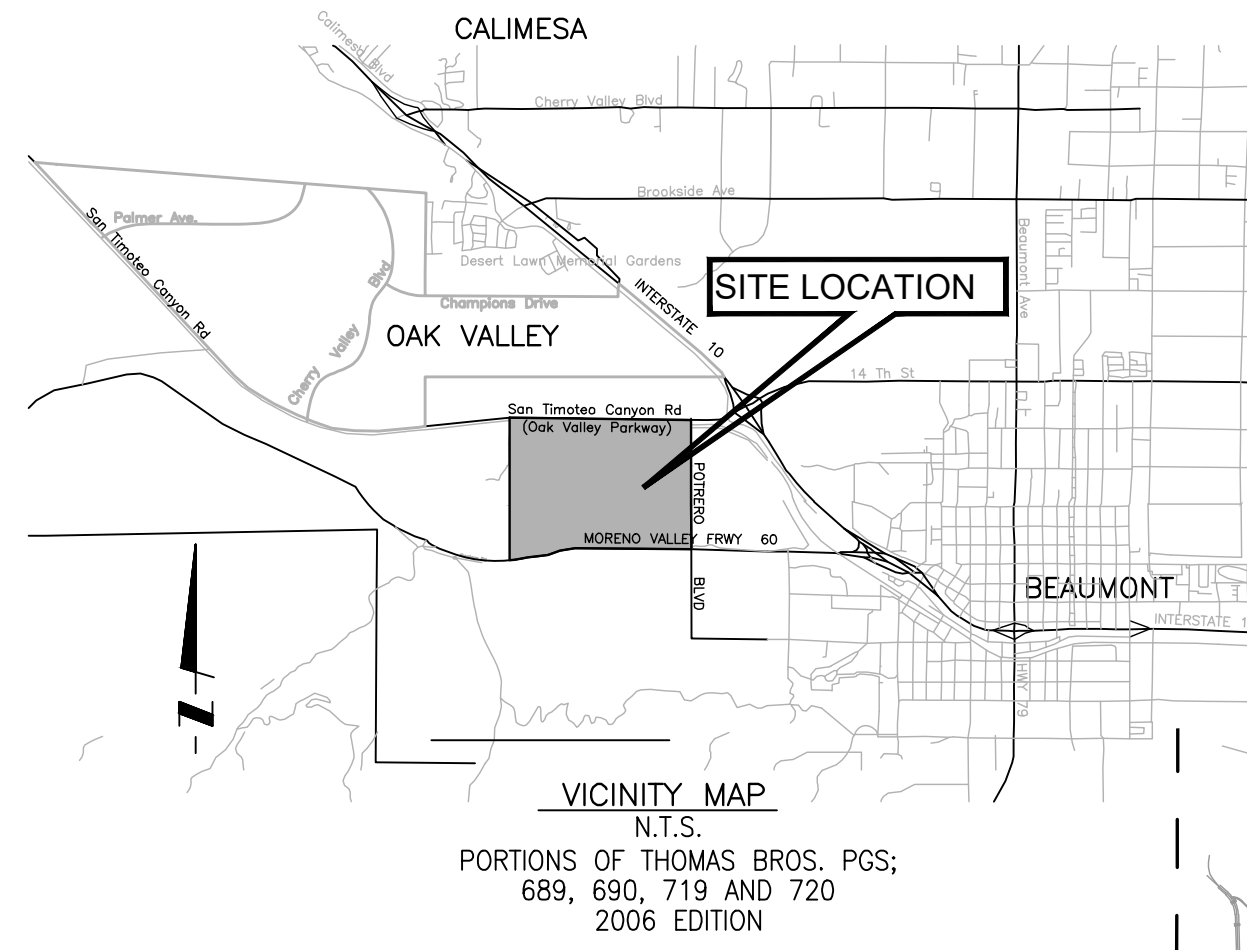 CALIMESA
Calimesa Blvd
Cherry Valley Blvd
Brookside Ave
San Timoteo Canyon Rd
Palmer Ave.
Beaumont Ave
Desert Lawn Memorial Gardens
Blvd
SITE LOCATION
INTERSTATE 10
Champions Drive
OAK VALLEY
Cherry Valley
14 Th St
San Timoteo Canyon Rd
(Oak Valley Parkway)
POTRERO
MORENO VALLEY FRWY 60
BLVD
BEAUMONT
INTERSTATE 1
HWY 79
N
VICINITY MAP
N.T.S.
PORTIONS OF THOMAS BROS. PGS;
689, 690, 719 AND 720
2006 EDITION